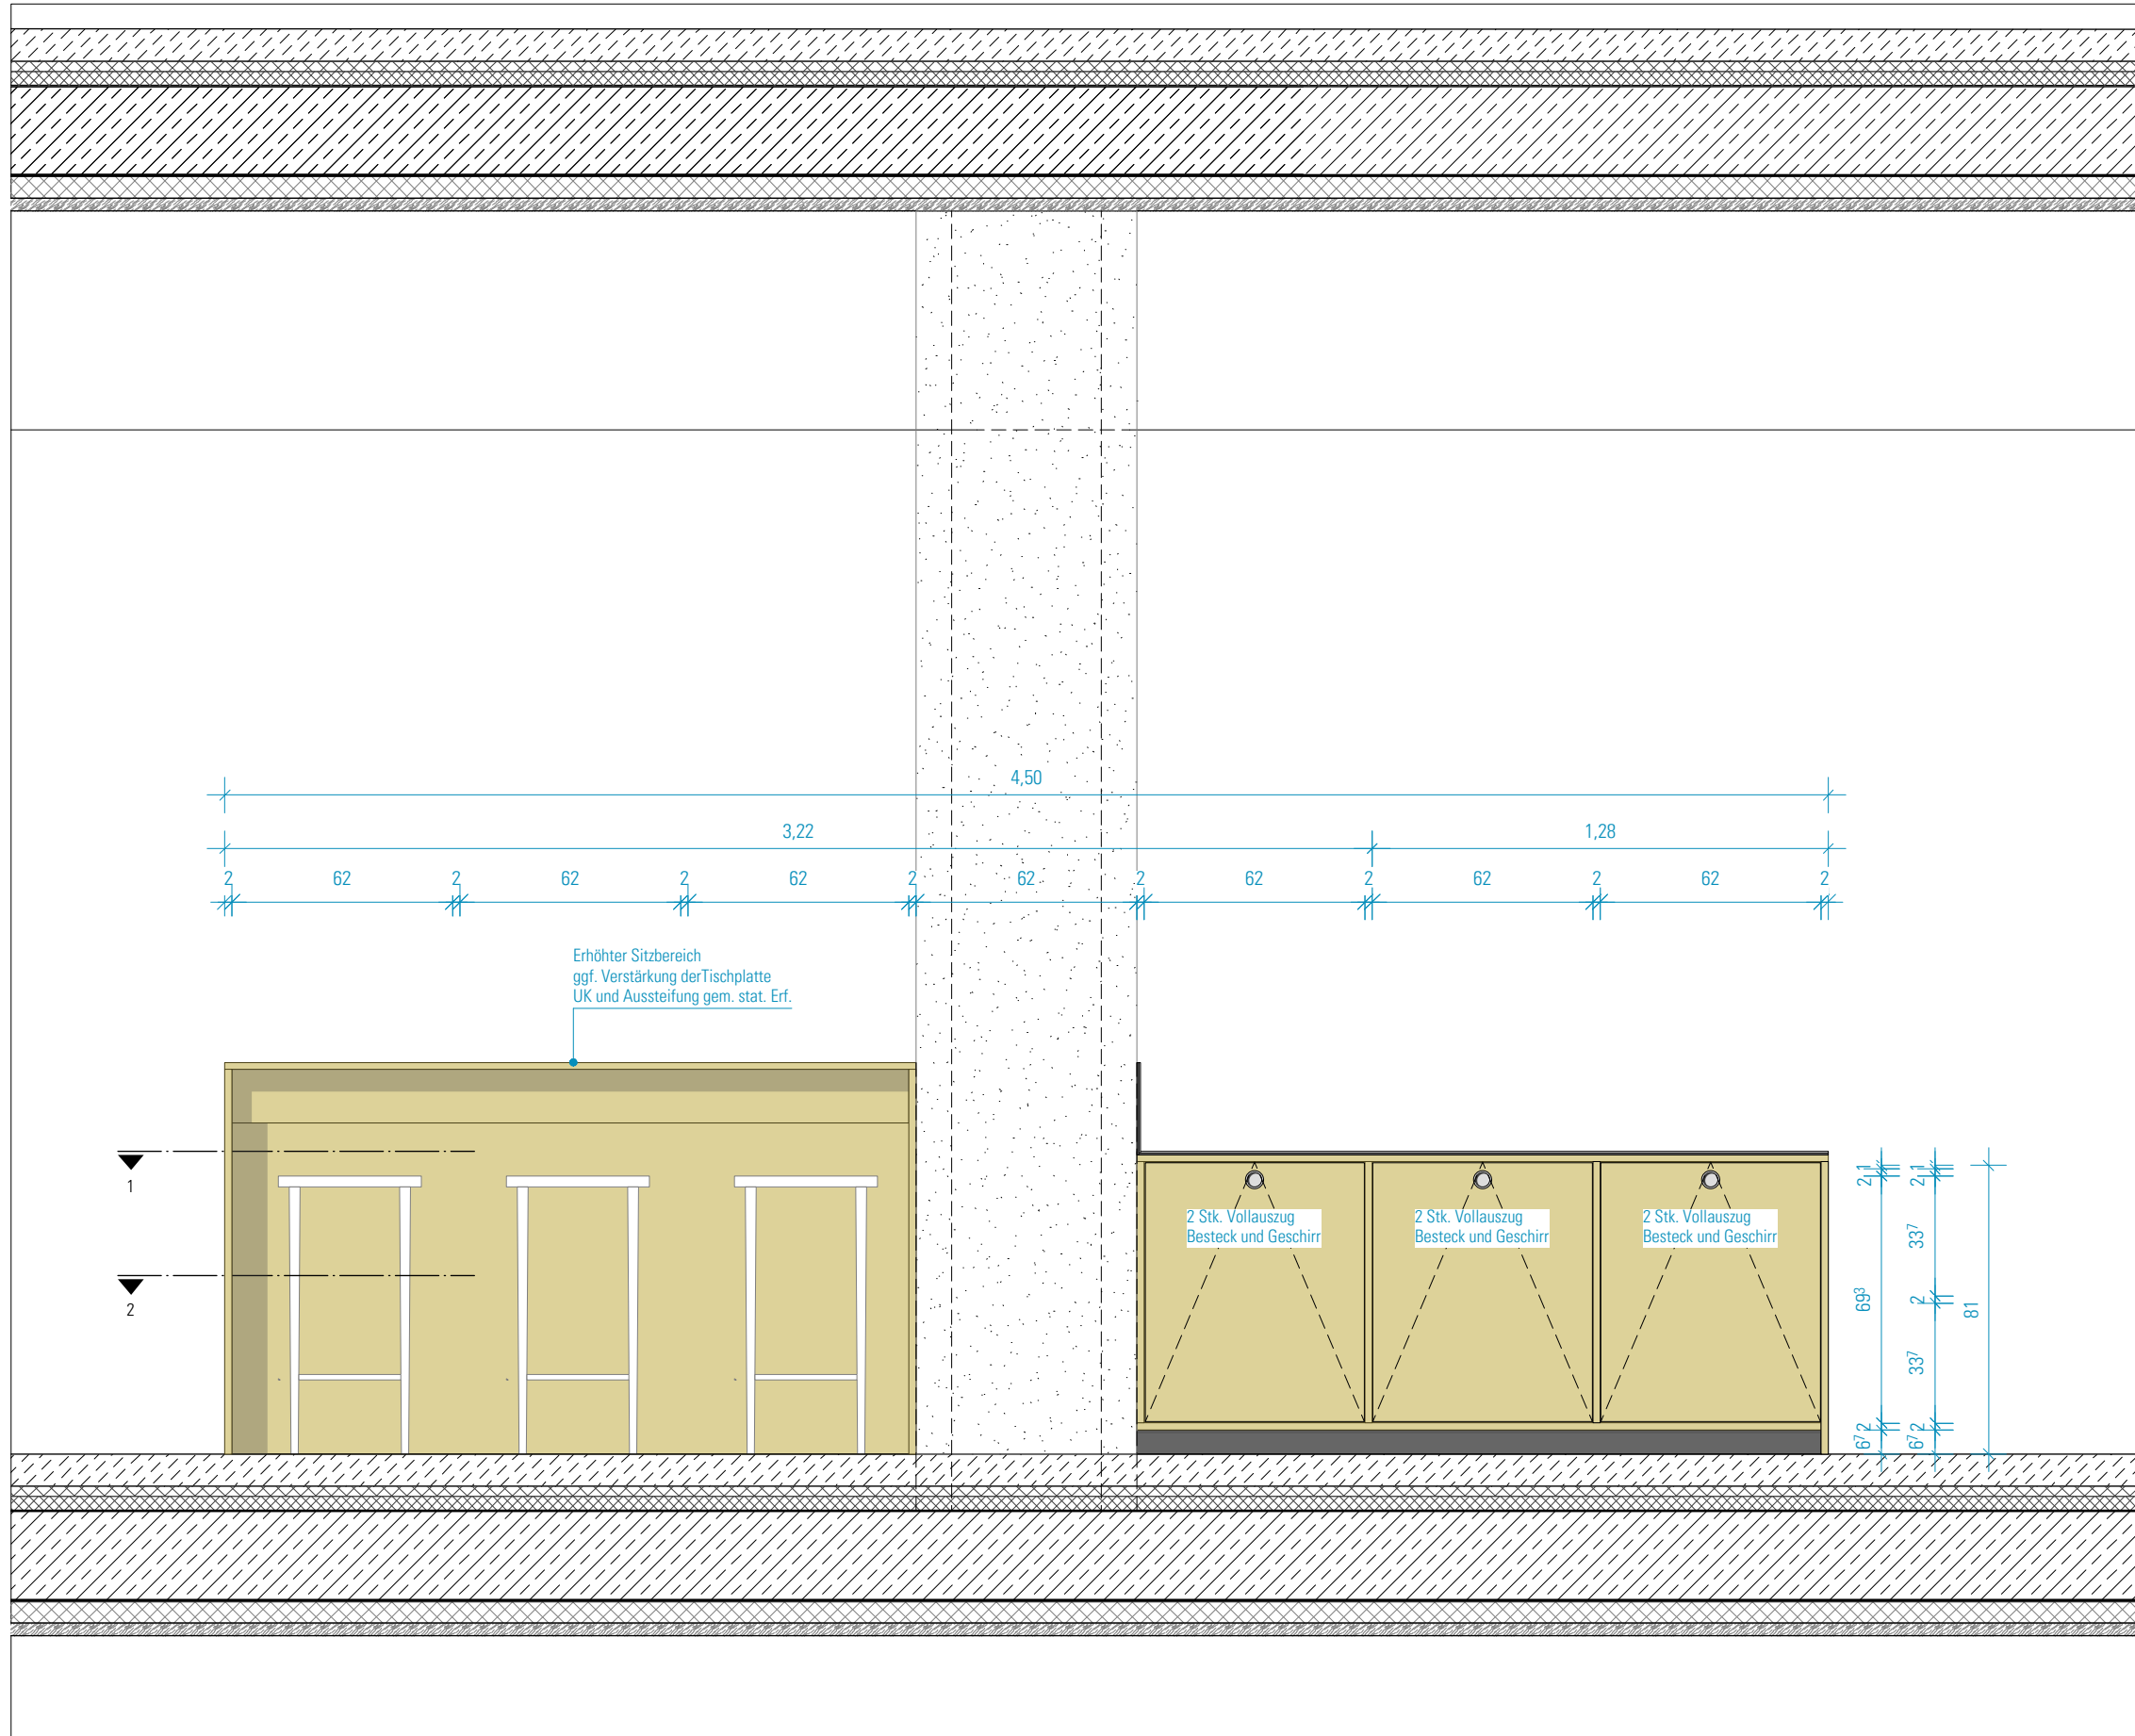 4,50
3,22
1,28
2 62 2 62 2 62 2 62 2 62 2 62 2 62 2
Erhöhter Sitzbereich
ggf. Verstärkung derTischplatte
UK und Aussteifung gem. stat. Erf.
1
2
2 Stk. Vollauszug
Besteck und Geschirr
2 Stk. Vollauszug
Besteck und Geschirr
2 Stk. Vollauszug
Besteck und Geschirr
6⁷ 2 69³ 2 1
6⁷ 2 33⁷ 2 33⁷ 2 1
81